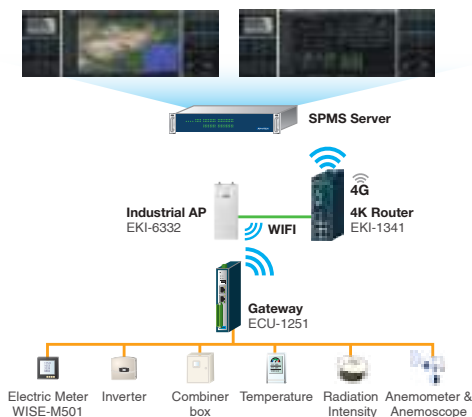 SPMS Server
4G
Industrial AP
EKI-6332
WIFI
4K Router
EKI-1341
Gateway
ECU-1251
Electric Meter
WISE-M501
Inverter
Combiner
box
Temperature
Radiation
Intensity
Anemometer &
Anemoscope